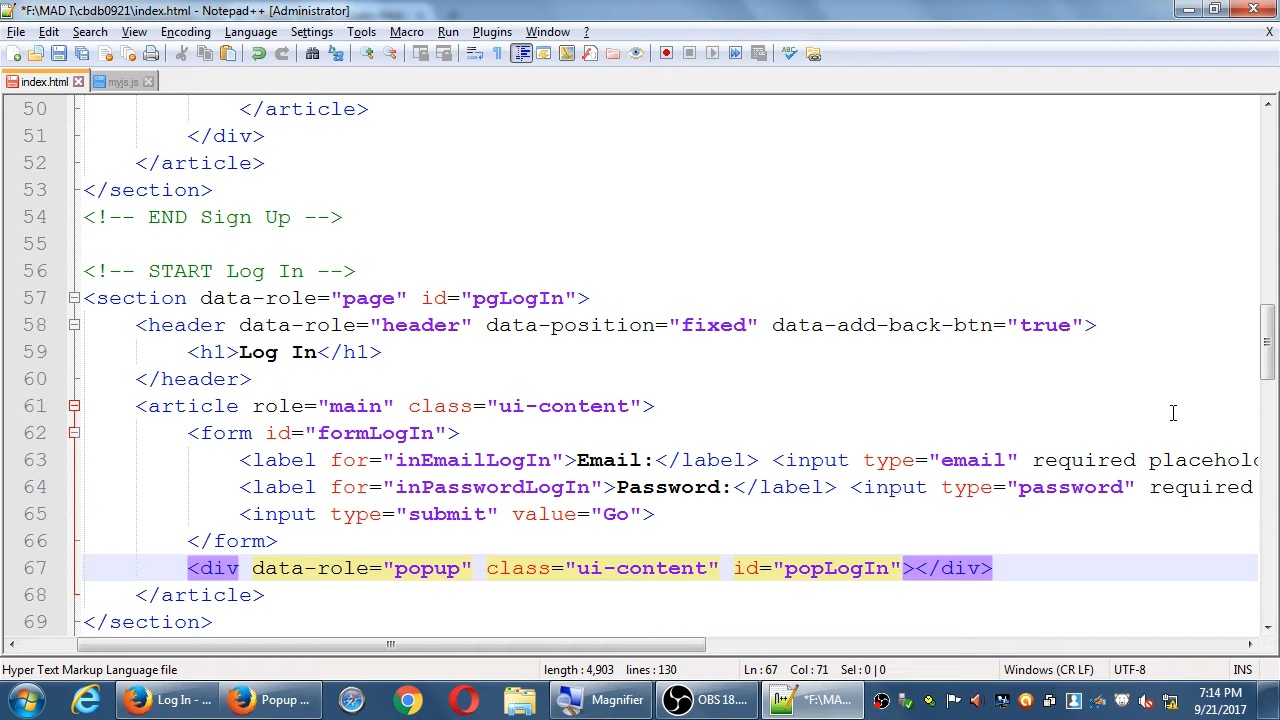 *F:\MAD I\cbdb0921\index.html - Notepad++ [Administrator]
File Edit Search View Encoding Language Settings Tools Macro Run Plugins Window ? X
index.html myjs.js
50 </article>
51 </div>
52 </article>
53 </section>
54 <!-- END Sign Up -->
55
56 <!-- START Log In -->
57 <section data-role="page" id="pgLogIn">
58 <header data-role="header" data-position="fixed" data-add-back-btn="true">
59 <h1>Log In</h1>
60 </header>
61 <article role="main" class="ui-content">
62 <form id="formLogIn">
63 <label for="inEmailLogIn">Email:</label> <input type="email" required placehold
64 <label for="inPasswordLogIn">Password:</label> <input type="password" required
65 <input type="submit" value="Go">
66 </form>
67 <div data-role="popup" class="ui-content" id="popLogIn"></div>
68 </article>
69 </section>
Hyper Text Markup Language file length : 4,903 lines : 130 Ln : 67 Col : 71 Sel : 0 | 0 Windows (CR LF) UTF-8 INS
Log In - ... Popup ... Magnifier OBS 18.... *F:\MA... 7:14 PM
9/21/2017